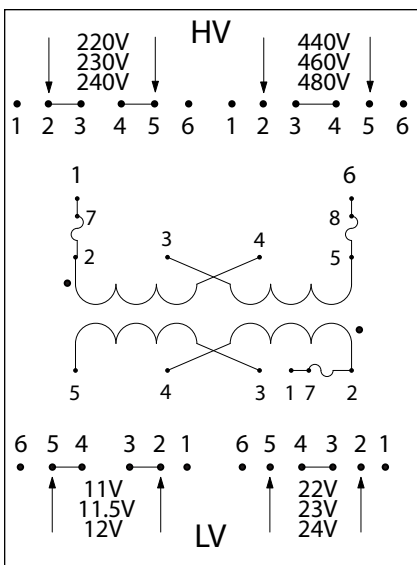 HV
220V 440V
230V 460V
240V 480V
1 2 3 4 5 6 1 2 3 4 5 6
1 6
7 8
3 4
2 5
5 4 3 1 7 2
6 5 4 3 2 1 6 5 4 3 2 1
11V 22V
11.5V 23V
12V 24V
LV